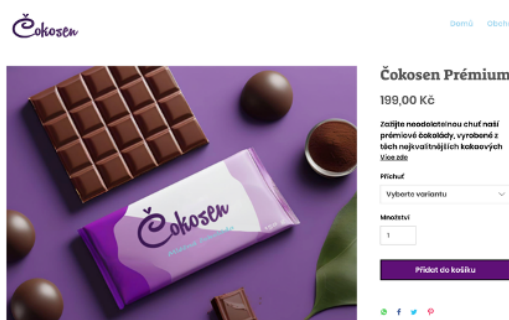 Čokosen
Domů Obch
Čokosen Prémium
199,00 Kč
Zažijte neodolatelnou chuť naší
prémiové čokolády, vyrobené z
těch nejkvalitnějších kakaových
Více zde
Příchuť
Vyberte variantu
Množství
1
Přidat do košíku
Čokosen